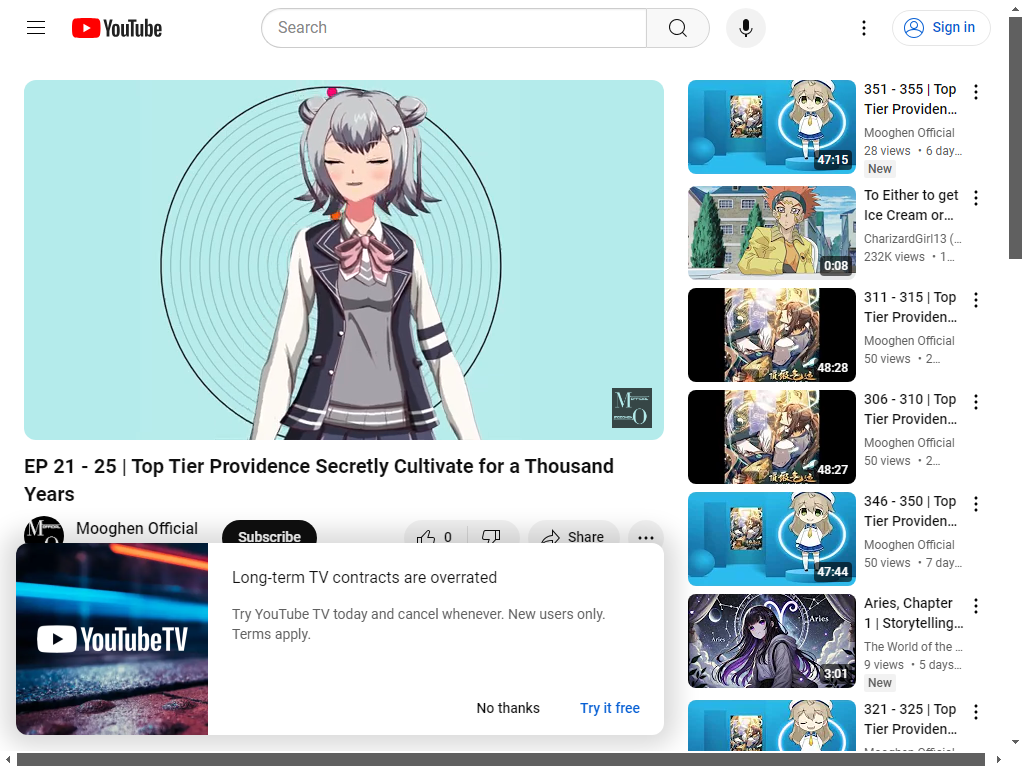 YouTube
Search
Sign in
EP 21 - 25 | Top Tier Providence Secretly Cultivate for a Thousand
Years
Mooghen Official
Subscribe
0
Share
YouTubeTV
Long-term TV contracts are overrated
Try YouTube TV today and cancel whenever. New users only.
Terms apply.
No thanks
Try it free
351 - 355 | Top
Tier Providen...
Mooghen Official
28 views • 6 day...
New
47:15
To Either to get
Ice Cream or...
CharizardGirl13 (...
232K views • 1...
0:08
311 - 315 | Top
Tier Providen...
Mooghen Official
50 views • 2...
48:28
306 - 310 | Top
Tier Providen...
Mooghen Official
50 views • 2...
48:27
346 - 350 | Top
Tier Providen...
Mooghen Official
50 views • 7 day...
47:44
Aries, Chapter
1 | Storytelling...
The World of the ...
9 views • 5 days...
New
Aries
Aries
3:01
321 - 325 | Top
Tier Providen...